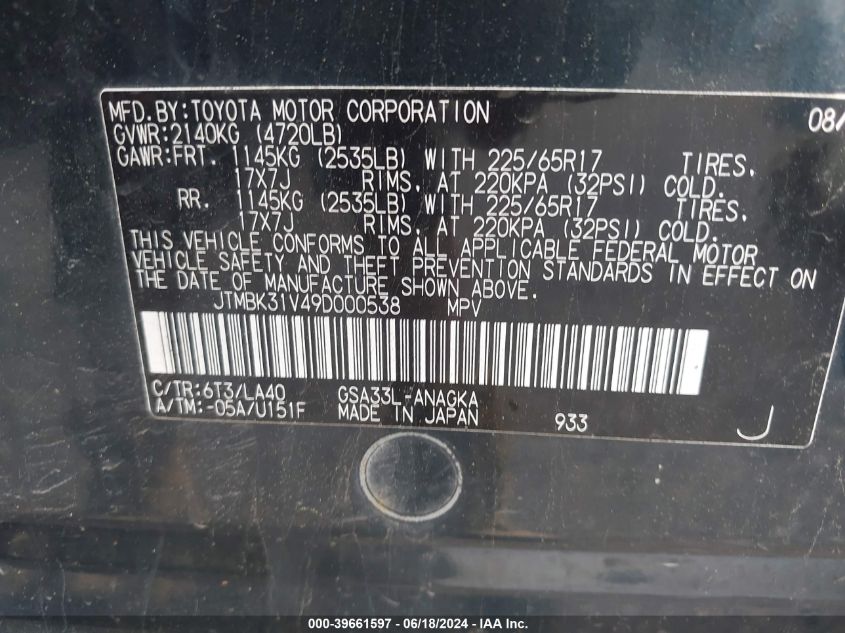 MFD.BY:TOYOTA MOTOR CORPORATION 08/
GVWR:2140KG (4720LB)
GAWR:FRT. 1145KG (2535LB) WITH 225/65R17 TIRES,
17X7J RIMS, AT 220KPA (32PSI) COLD.
RR. 1145KG (2535LB) WITH 225/65R17 TIRES,
17X7J RIMS, AT 220KPA (32PSI) COLD.
THIS VEHICLE CONFORMS TO ALL APPLICABLE FEDERAL MOTOR
VEHICLE SAFETY AND THEFT PREVENTION STANDARDS IN EFFECT ON
THE DATE OF MANUFACTURE SHOWN ABOVE.
JTMBK31V49D000538 MPV
C/TR:6T3/LA40 GSA33L-ANAGKA
A/TM:-05A/U151F MADE IN JAPAN 933 J
000-39661597 - 06/18/2024 - IAA Inc.